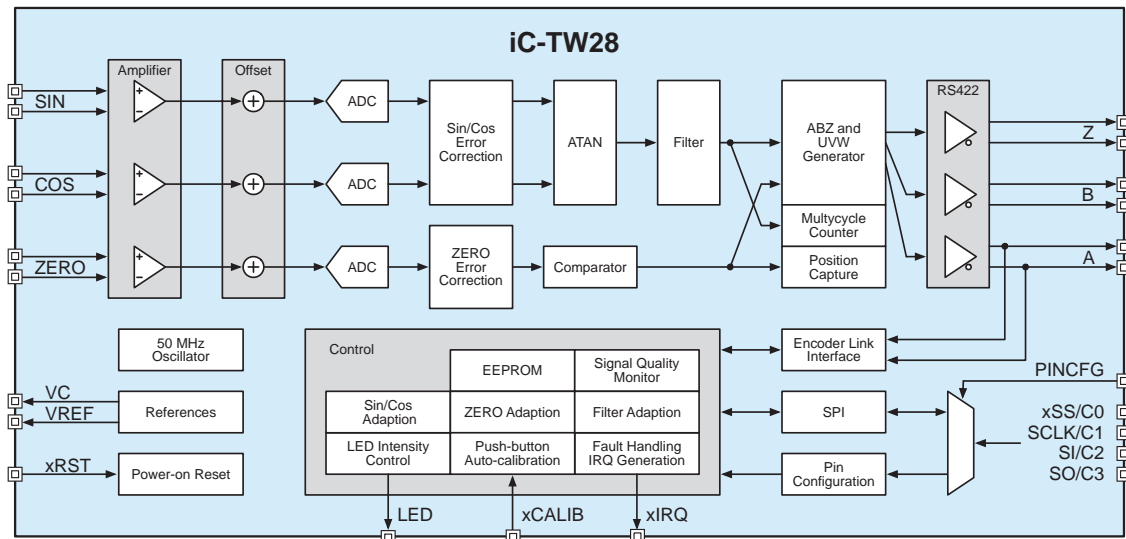 iC-TW28
Amplifier
Offset
RS422
SIN
COS
ZERO
ADC
ADC
ADC
Sin/Cos
Error
Correction
ATAN
Filter
ABZ and
UVW
Generator
Multycycle
Counter
Position
Capture
ZERO
Error
Correction
Comparator
Z
B
A
50 MHz
Oscillator
References
Power-on Reset
VC
VREF
xRST
Control
EEPROM
Signal Quality
Monitor
Sin/Cos
Adaption
ZERO Adaption
Filter Adaption
LED Intensity
Control
Push-button
Auto-calibration
Fault Handling
IRQ Generation
Encoder Link
Interface
SPI
Pin
Configuration
PINCFG
xSS/C0
SCLK/C1
SI/C2
SO/C3
LED
xCALIB
xIRQ